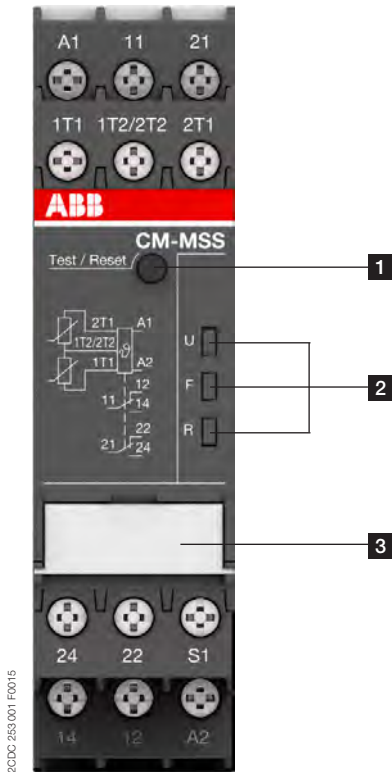 A1 11 21
1T1 1T2/2T2 2T1
ABB
CM-MSS
Test / Reset
1
2T1 A1
1T2/2T2
1T1 A2
12
11 14
22
21 24
U
F
R
2
3
24 22 S1
14 12 A2
2CDC 253 001 F0015